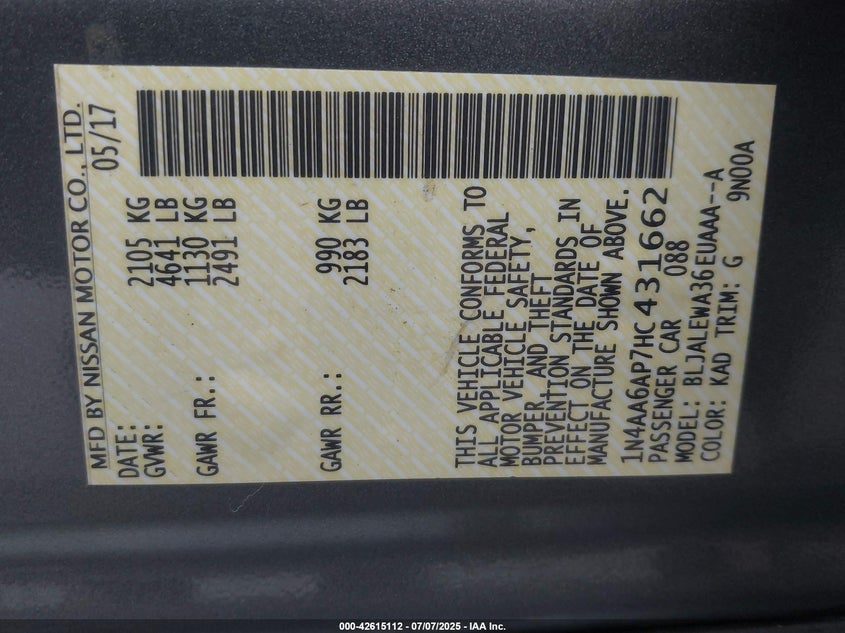 MFD BY NISSAN MOTOR CO., LTD.
DATE: 05/17
GVWR: 2105 KG
4641 LB
GAWR FR.: 1130 KG
2491 LB
GAWR RR.: 990 KG
2183 LB
THIS VEHICLE CONFORMS TO
ALL APPLICABLE FEDERAL
MOTOR VEHICLE SAFETY,
BUMPER, AND THEFT
PREVENTION STANDARDS IN
EFFECT ON THE DATE OF
MANUFACTURE SHOWN ABOVE.
1N4AA6AP7HC431662
PASSENGER CAR 088
MODEL: BLJALEWA36EUAAA--A
COLOR: KAD TRIM: G 9N00A
000-42615112 - 07/07/2025 - IAA Inc.